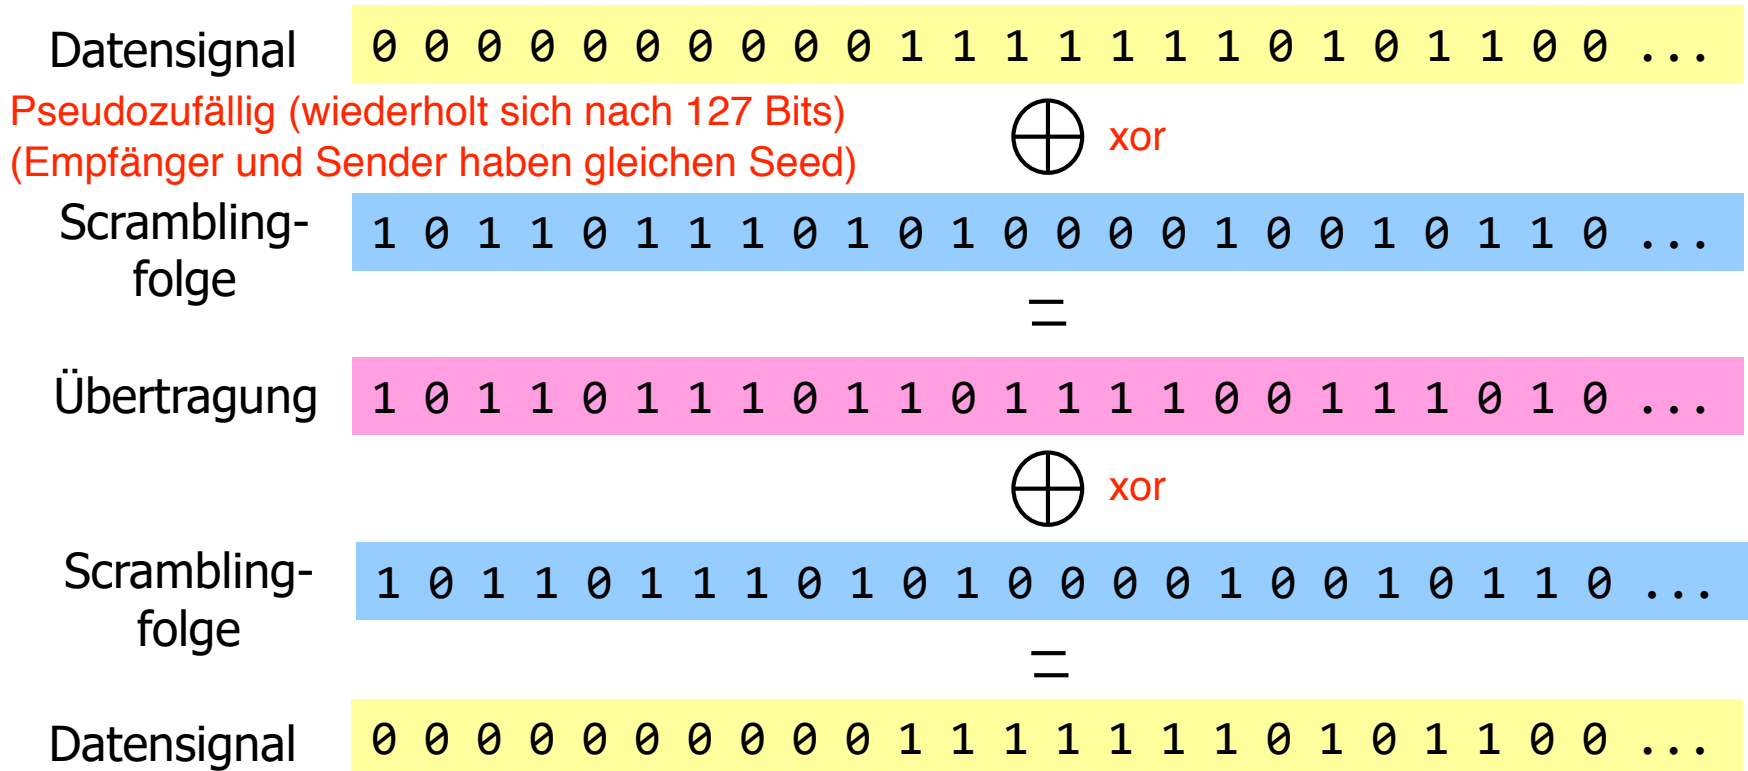 Datensignal 0 0 0 0 0 0 0 0 0 0 1 1 1 1 1 1 1 0 1 0 1 1 0 0 ...
Pseudozufällig (wiederholt sich nach 127 Bits)
(Empfänger und Sender haben gleichen Seed)
⊕ xor
Scrambling-
folge
1 0 1 1 0 1 1 1 0 1 0 1 0 0 0 0 1 0 0 1 0 1 1 0 ...
=
Übertragung 1 0 1 1 0 1 1 1 0 1 1 0 1 1 1 1 0 0 1 1 1 0 1 0 ...
⊕ xor
Scrambling-
folge
1 0 1 1 0 1 1 1 0 1 0 1 0 0 0 0 1 0 0 1 0 1 1 0 ...
=
Datensignal 0 0 0 0 0 0 0 0 0 0 1 1 1 1 1 1 1 0 1 0 1 1 0 0 ...